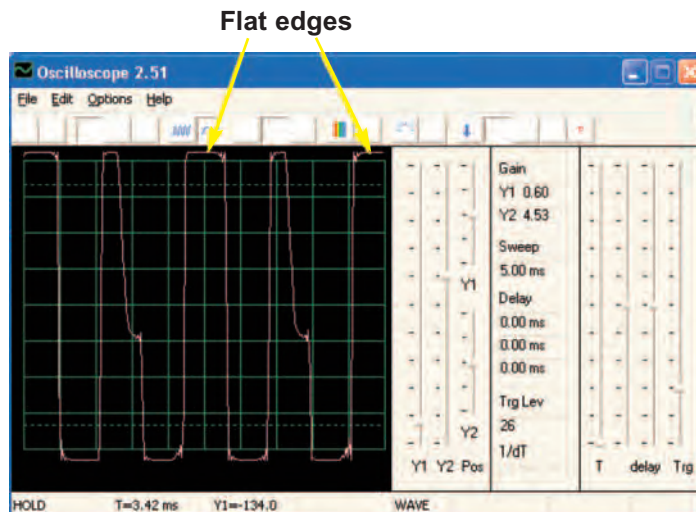 Flat edges
Oscilloscope 2.51
File Edit Options Help
Gain
Y1 0.60
Y2 4.53
Sweep
5.00 ms
Delay
0.00 ms
0.00 ms
0.00 ms
Trg Lev
26
1/dT
Y1
Y2
Y1 Y2 Pos
T delay Trg
HOLD T=3.42 ms Y1=-134.0 WAVE